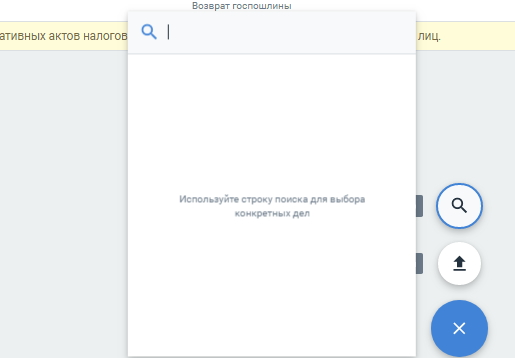 Возврат госпошлины
ативных актов налогов
лиц.
Используйте строку поиска для выбора
конкретных дел